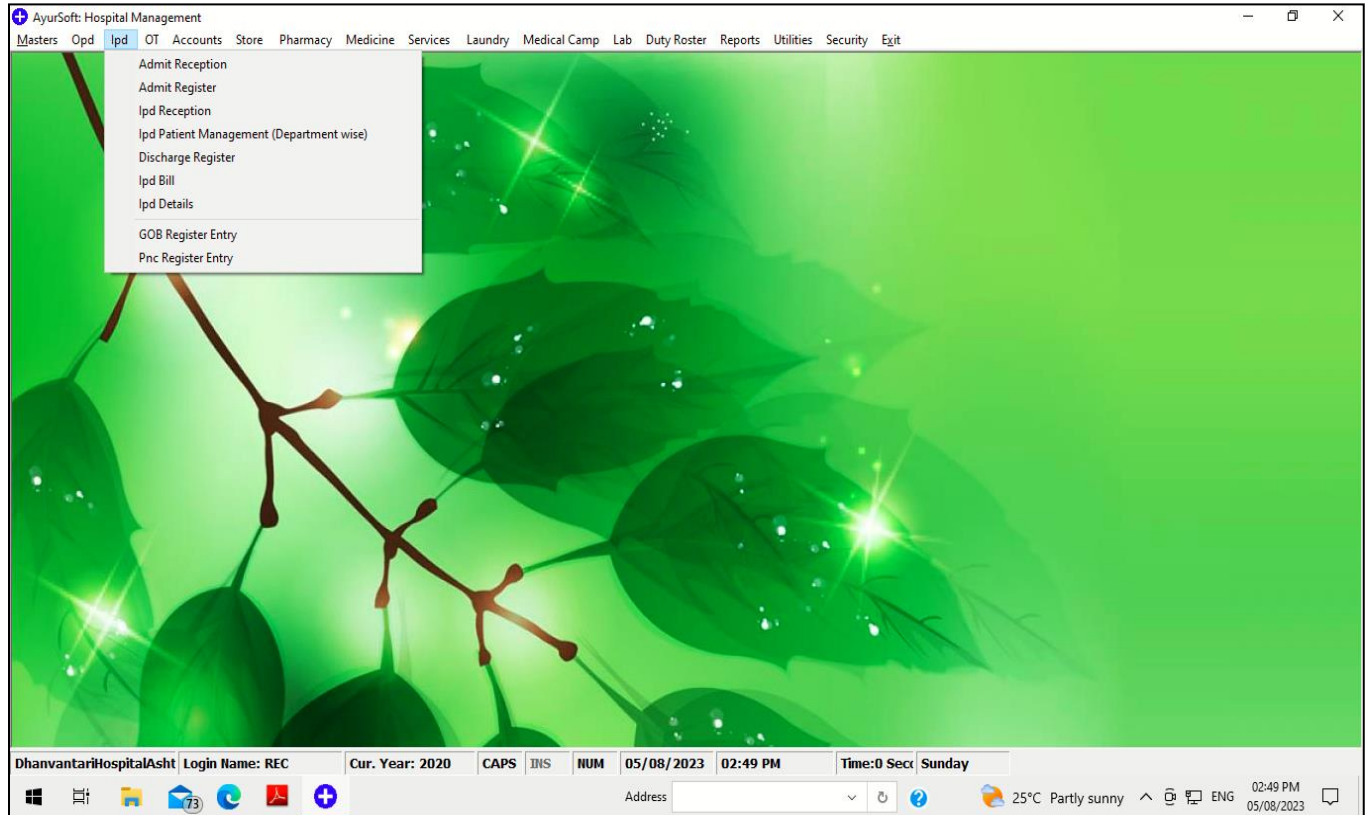 AyurSoft: Hospital Management
Masters Opd Ipd OT Accounts Store Pharmacy Medicine Services Laundry Medical Camp Lab Duty Roster Reports Utilities Security Exit
Admit Reception
Admit Register
Ipd Reception
Ipd Patient Management (Department wise)
Discharge Register
Ipd Bill
Ipd Details
GOB Register Entry
Pnc Register Entry
DhanvantariHospitalAsht Login Name: REC Cur. Year: 2020 CAPS INS NUM 05/08/2023 02:49 PM Time:0 Secc Sunday
73 Address 25°C Partly sunny ENG 02:49 PM
05/08/2023